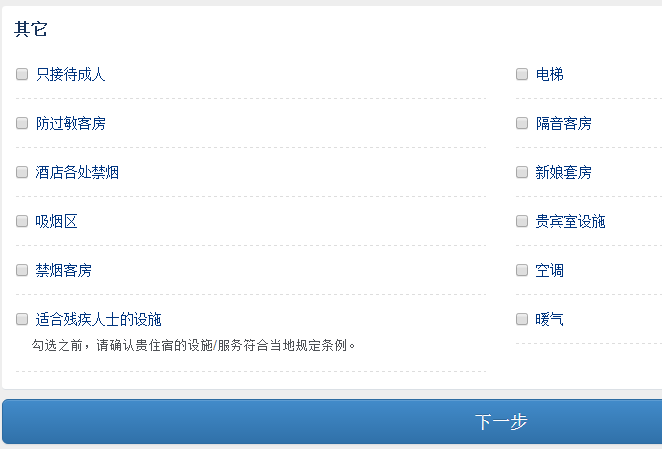 其它
只接待成人
电梯
防过敏客房
隔音客房
酒店各处禁烟
新娘套房
吸烟区
贵宾室设施
禁烟客房
空调
适合残疾人士的设施
暖气
勾选之前，请确认贵住宿的设施/服务符合当地规定条例。
下一步